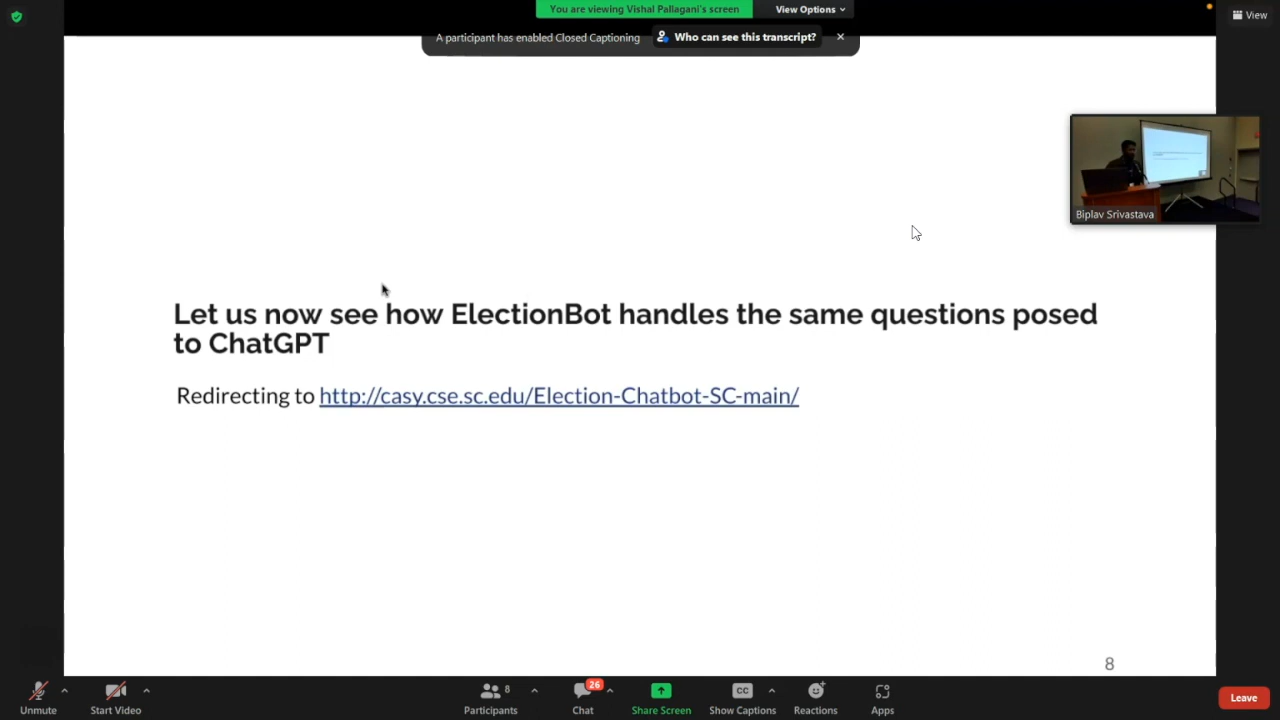 You are viewing Vishal Pallagani's screen
View Options
View
A participant has enabled Closed Captioning
Who can see this transcript?
Biplav Srivastava
Let us now see how ElectionBot handles the same questions posed
to ChatGPT
Redirecting to http://casy.cse.sc.edu/Election-Chatbot-SC-main/
8
Unmute
Start Video
8
Participants
26
Chat
Share Screen
CC
Show Captions
Reactions
Apps
Leave